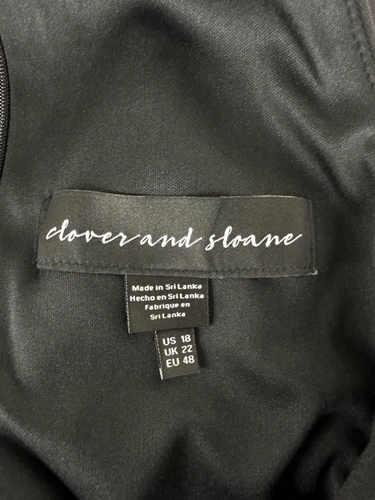 clover and sloane
Made in Sri Lanka
Hecho en Sri Lanka
Fabrique en
Sri Lanka
US 18
UK 22
EU 48